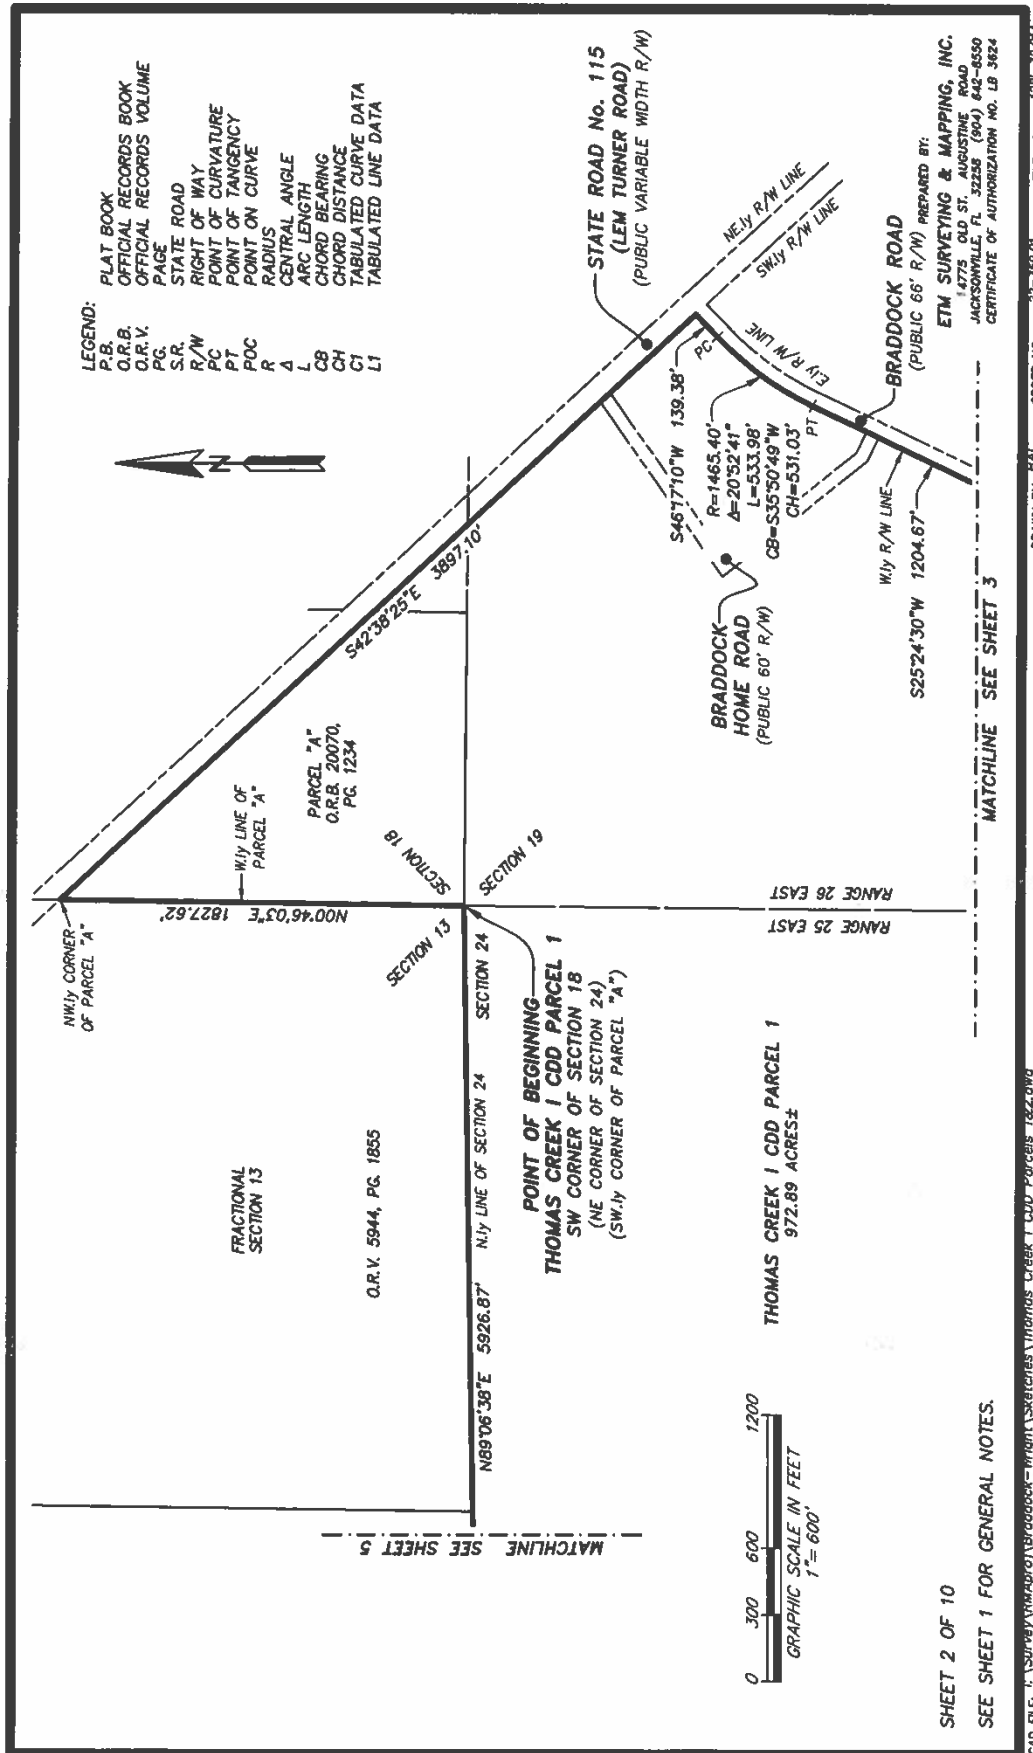 LEGEND:
P.B. PLAT BOOK
O.R.B. OFFICIAL RECORDS BOOK
O.R.V. OFFICIAL RECORDS VOLUME
PG. PAGE
S.R. STATE ROAD
R/W RIGHT OF WAY
PC POINT OF CURVATURE
PT POINT OF TANGENCY
POC POINT ON CURVE
R RADIUS
Δ CENTRAL ANGLE
L ARC LENGTH
CB CHORD BEARING
CH CHORD DISTANCE
C1 TABULATED CURVE DATA
L1 TABULATED LINE DATA
N
NW.ly CORNER
OF PARCEL "A"
W.ly LINE OF
PARCEL "A"
N00°46'03"E 1827.62'
PARCEL "A"
O.R.B. 20070,
PG. 1234
S42°38'25"E 3897.10'
STATE ROAD No. 115
(LEM TURNER ROAD)
(PUBLIC VARIABLE WIDTH R/W)
NE.ly R/W LINE
SW.ly R/W LINE
FRACTIONAL
SECTION 13
O.R.V. 5944, PG. 1855
SECTION 13
SECTION 18
SECTION 24
SECTION 19
N89°06'38"E 5926.87'
N.ly LINE OF SECTION 24
MATCHLINE SEE SHEET 5
POINT OF BEGINNING
THOMAS CREEK I CDD PARCEL 1
SW CORNER OF SECTION 18
(NE CORNER OF SECTION 24)
(SW.ly CORNER OF PARCEL "A")
RANGE 25 EAST
RANGE 26 EAST
S46°17'10"W 139.38'
PC
R=1465.40'
Δ=20°52'41"
L=533.98'
CB=S35°50'49"W
CH=531.03'
PT
E.ly R/W LINE
BRADDOCK
HOME ROAD
(PUBLIC 60' R/W)
W.ly R/W LINE
S25°24'30"W 1204.67'
BRADDOCK ROAD
(PUBLIC 66' R/W)
MATCHLINE SEE SHEET 3
THOMAS CREEK I CDD PARCEL 1
972.89 ACRES±
0 300 600 1200
GRAPHIC SCALE IN FEET
1"= 600'
PREPARED BY:
ETM SURVEYING & MAPPING, INC.
14775 OLD ST. AUGUSTINE ROAD
JACKSONVILLE, FL 32258 (904) 642-8550
CERTIFICATE OF AUTHORIZATION NO. LB 3624
SHEET 2 OF 10
SEE SHEET 1 FOR GENERAL NOTES.